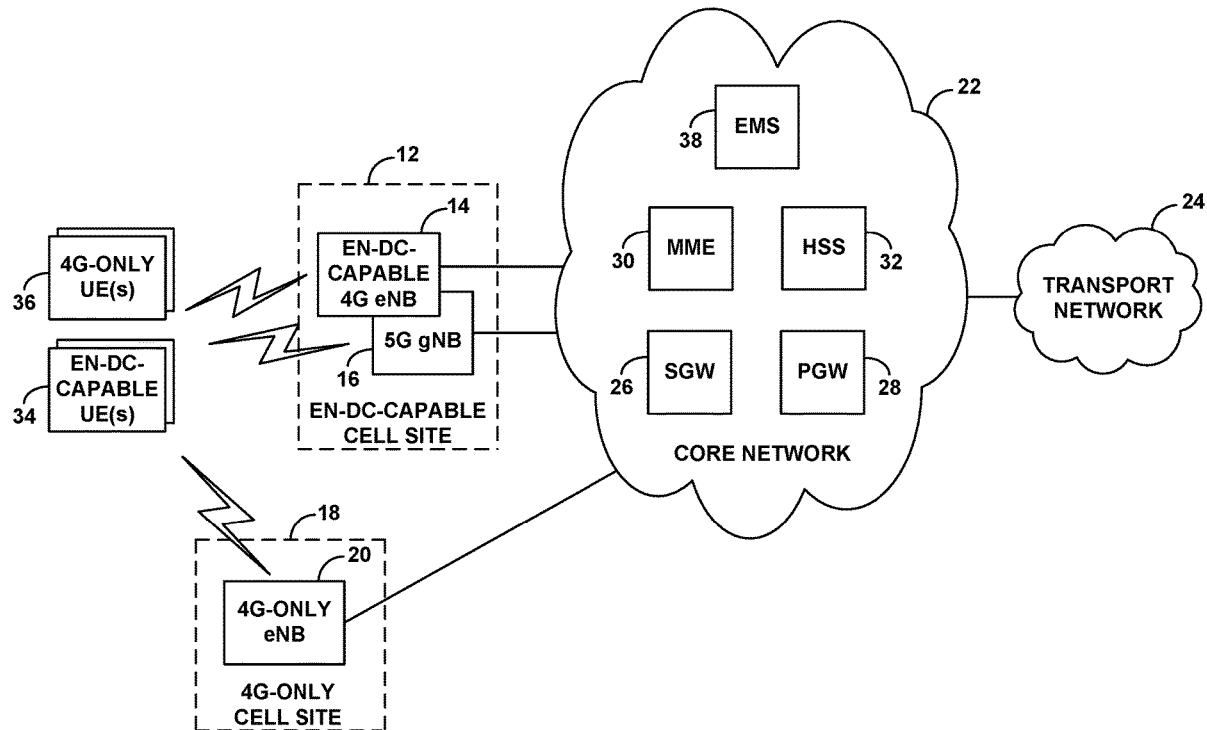 22
38
EMS
12
14
24
4G-ONLY
UE(s)
36
EN-DC-
CAPABLE
4G eNB
30
MME
HSS
32
TRANSPORT
NETWORK
EN-DC-
CAPABLE
UE(s)
34
5G gNB
16
26
SGW
PGW
28
EN-DC-CAPABLE
CELL SITE
CORE NETWORK
18
20
4G-ONLY
eNB
4G-ONLY
CELL SITE